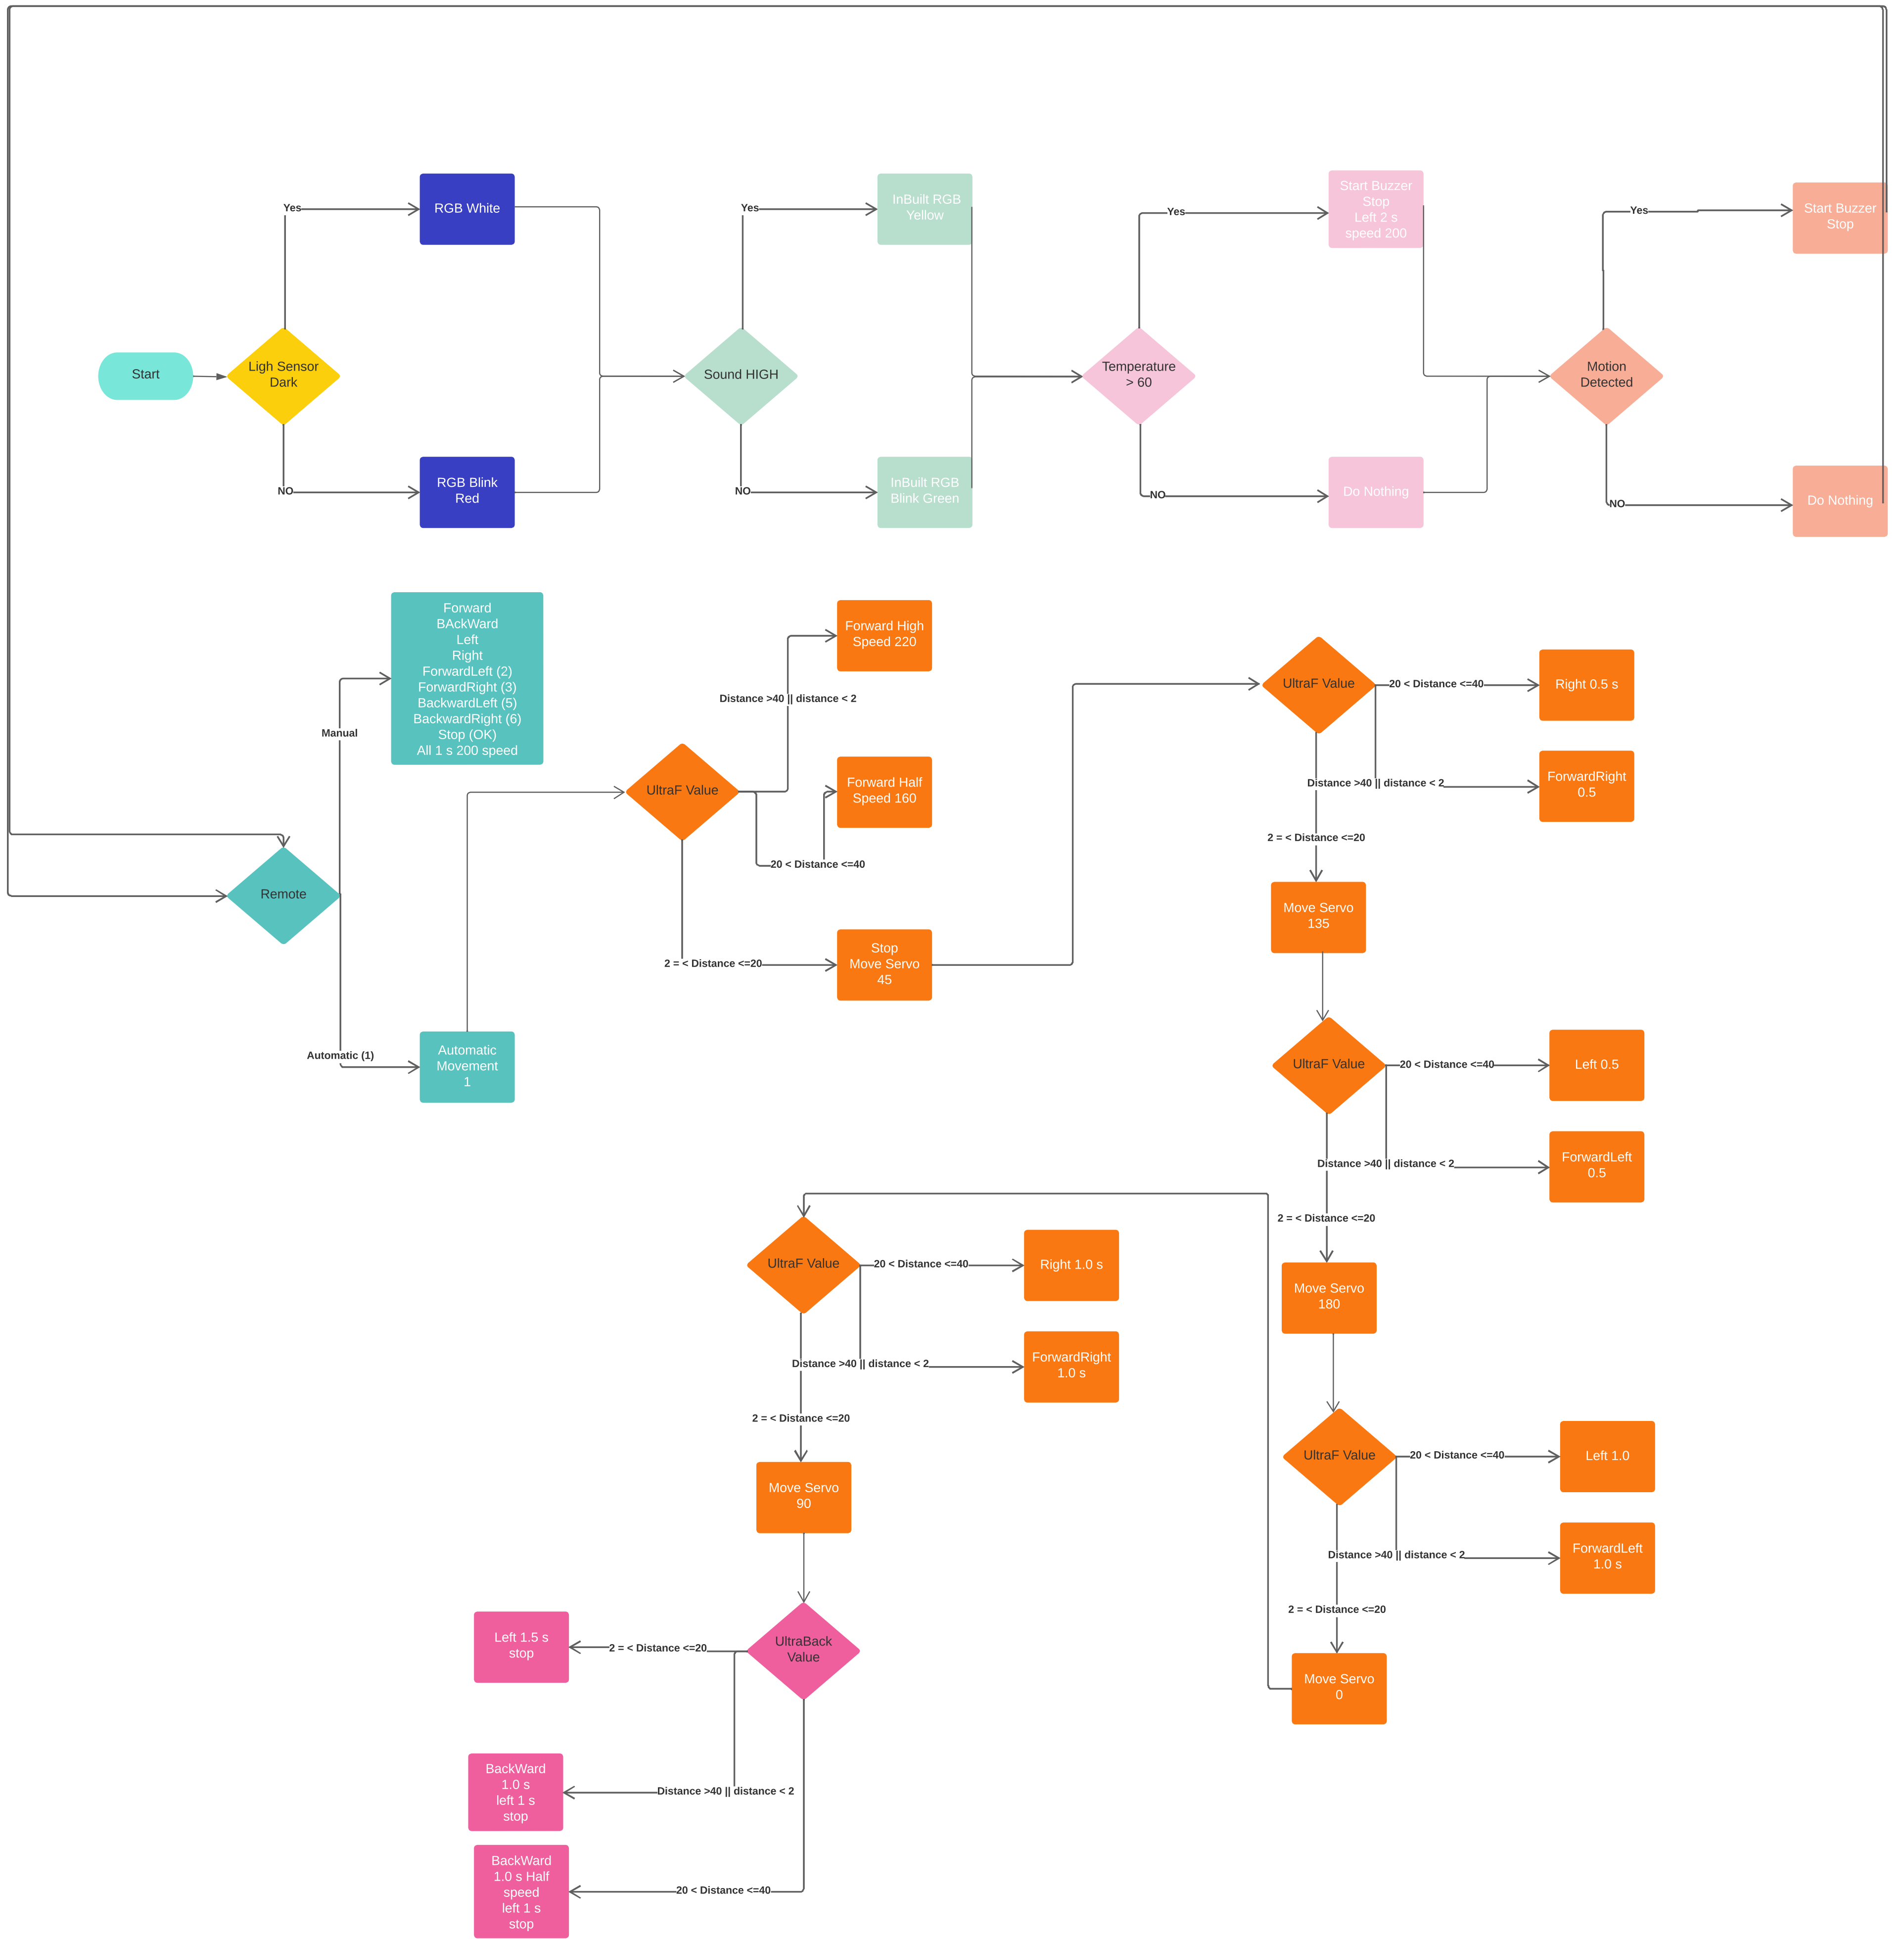 Start
Ligh Sensor
Dark
Yes
RGB White
NO
RGB Blink
Red
Sound HIGH
Yes
InBuilt RGB
Yellow
NO
InBuilt RGB
Blink Green
Temperature
> 60
Yes
Start Buzzer
Stop
Left 2 s
speed 200
NO
Do Nothing
Motion
Detected
Yes
Start Buzzer
Stop
NO
Do Nothing
Remote
Manual
Forward
BAckWard
Left
Right
ForwardLeft (2)
ForwardRight (3)
BackwardLeft (5)
BackwardRight (6)
Stop (OK)
All 1 s 200 speed
Automatic (1)
Automatic
Movement
1
UltraF Value
Distance >40 || distance < 2
Forward High
Speed 220
20 < Distance <=40
Forward Half
Speed 160
2 = < Distance <=20
Stop
Move Servo
45
UltraF Value
20 < Distance <=40
Right 0.5 s
Distance >40 || distance < 2
ForwardRight
0.5
2 = < Distance <=20
Move Servo
135
UltraF Value
20 < Distance <=40
Left 0.5
Distance >40 || distance < 2
ForwardLeft
0.5
2 = < Distance <=20
Move Servo
180
UltraF Value
20 < Distance <=40
Left 1.0
Distance >40 || distance < 2
ForwardLeft
1.0 s
2 = < Distance <=20
Move Servo
0
UltraF Value
20 < Distance <=40
Right 1.0 s
Distance >40 || distance < 2
ForwardRight
1.0 s
2 = < Distance <=20
Move Servo
90
UltraBack
Value
2 = < Distance <=20
Left 1.5 s
stop
Distance >40 || distance < 2
BackWard
1.0 s
left 1 s
stop
20 < Distance <=40
BackWard
1.0 s Half
speed
left 1 s
stop